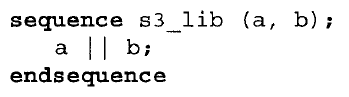 sequence s3_lib (a, b);
a || b;
endsequence